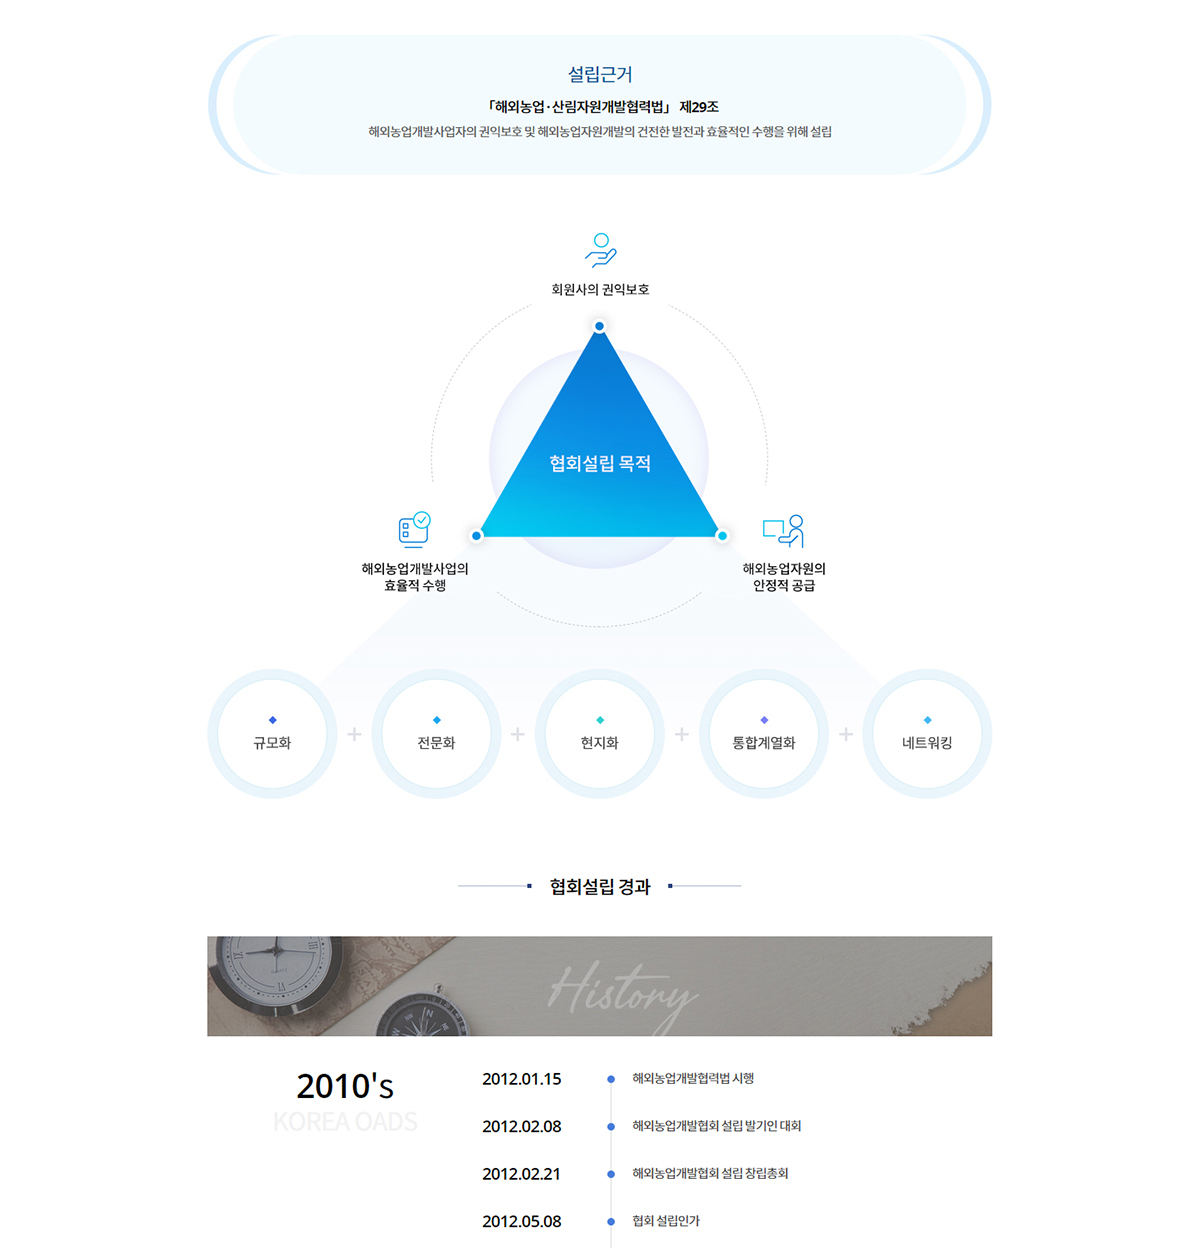 설립근거
「해외농업·산림자원개발협력법」 제29조
해외농업개발사업자의 권익보호 및 해외농업자원개발의 건전한 발전과 효율적인 수행을 위해 설립
회원사의 권익보호
협회설립 목적
해외농업개발사업의
효율적 수행
해외농업자원의
안정적 공급
규모화
+
전문화
+
현지화
+
통합계열화
+
네트워킹
협회설립 경과
History
2010's
KOREA OADS
2012.01.15 해외농업개발협력법 시행
2012.02.08 해외농업개발협회 설립 발기인 대회
2012.02.21 해외농업개발협회 설립 창립총회
2012.05.08 협회 설립인가